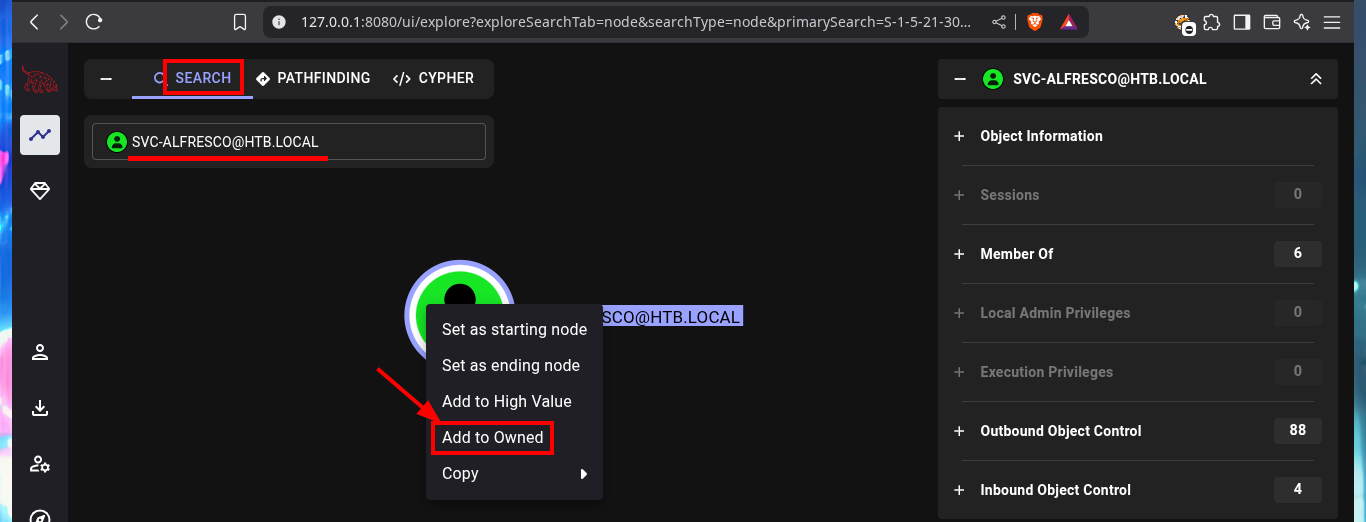 127.0.0.1:8080/ui/explore?exploreSearchTab=node&searchType=node&primarySearch=S-1-5-21-30...
SEARCH PATHFINDING </> CYPHER
SVC-ALFRESCO@HTB.LOCAL
SVC-ALFRESCO@HTB.LOCAL
Object Information
Sessions 0
Member Of 6
Local Admin Privileges 0
Execution Privileges 0
Outbound Object Control 88
Inbound Object Control 4
SCO@HTB.LOCAL
Set as starting node
Set as ending node
Add to High Value
Add to Owned
Copy